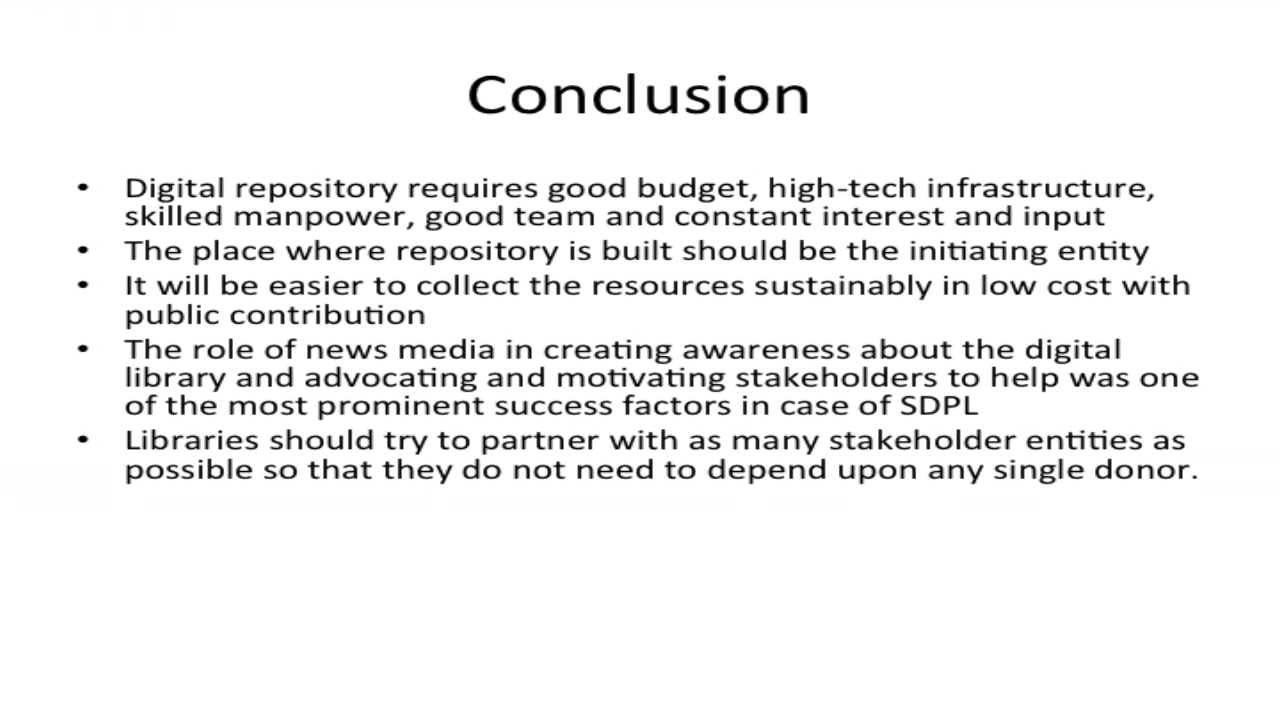 Conclusion
• Digital repository requires good budget, high-tech infrastructure,
skilled manpower, good team and constant interest and input
• The place where repository is built should be the initiating entity
• It will be easier to collect the resources sustainably in low cost with
public contribution
• The role of news media in creating awareness about the digital
library and advocating and motivating stakeholders to help was one
of the most prominent success factors in case of SDPL
• Libraries should try to partner with as many stakeholder entities as
possible so that they do not need to depend upon any single donor.